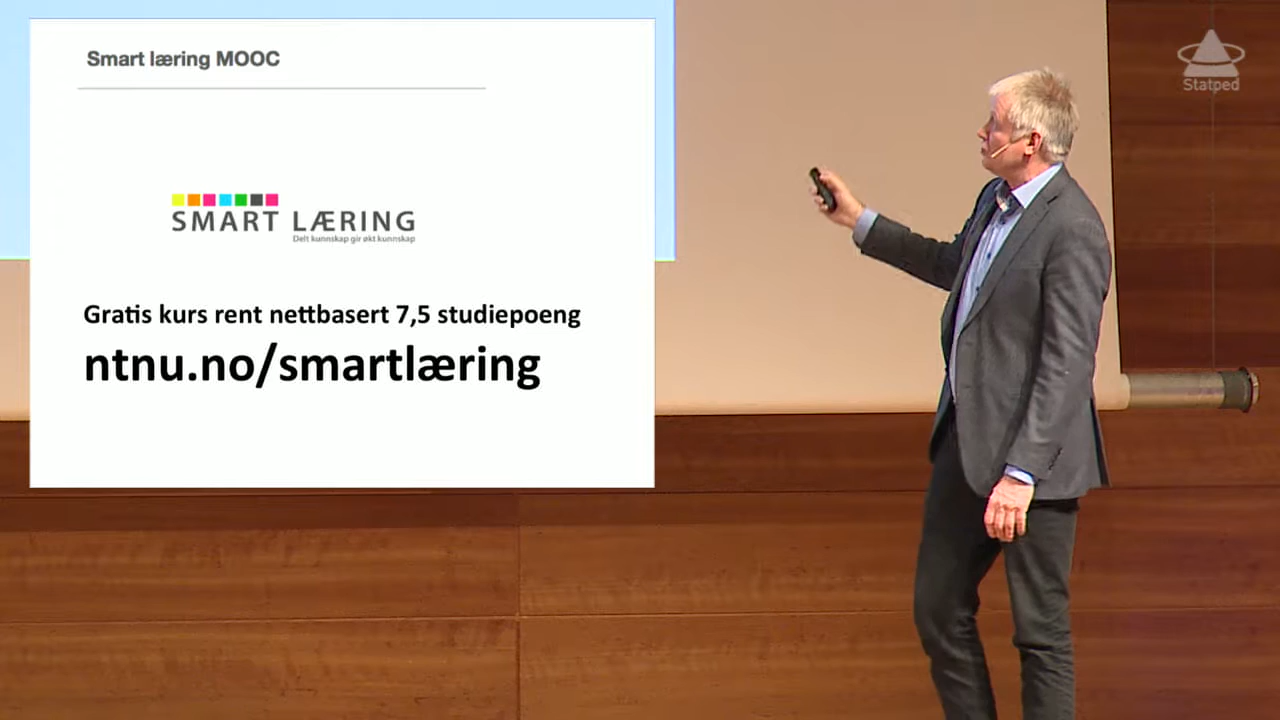 Smart læring MOOC
SMART LÆRING
Delt kunnskap gir økt kunnskap
Gratis kurs rent nettbasert 7,5 studiepoeng
ntnu.no/smartlæring
Statped